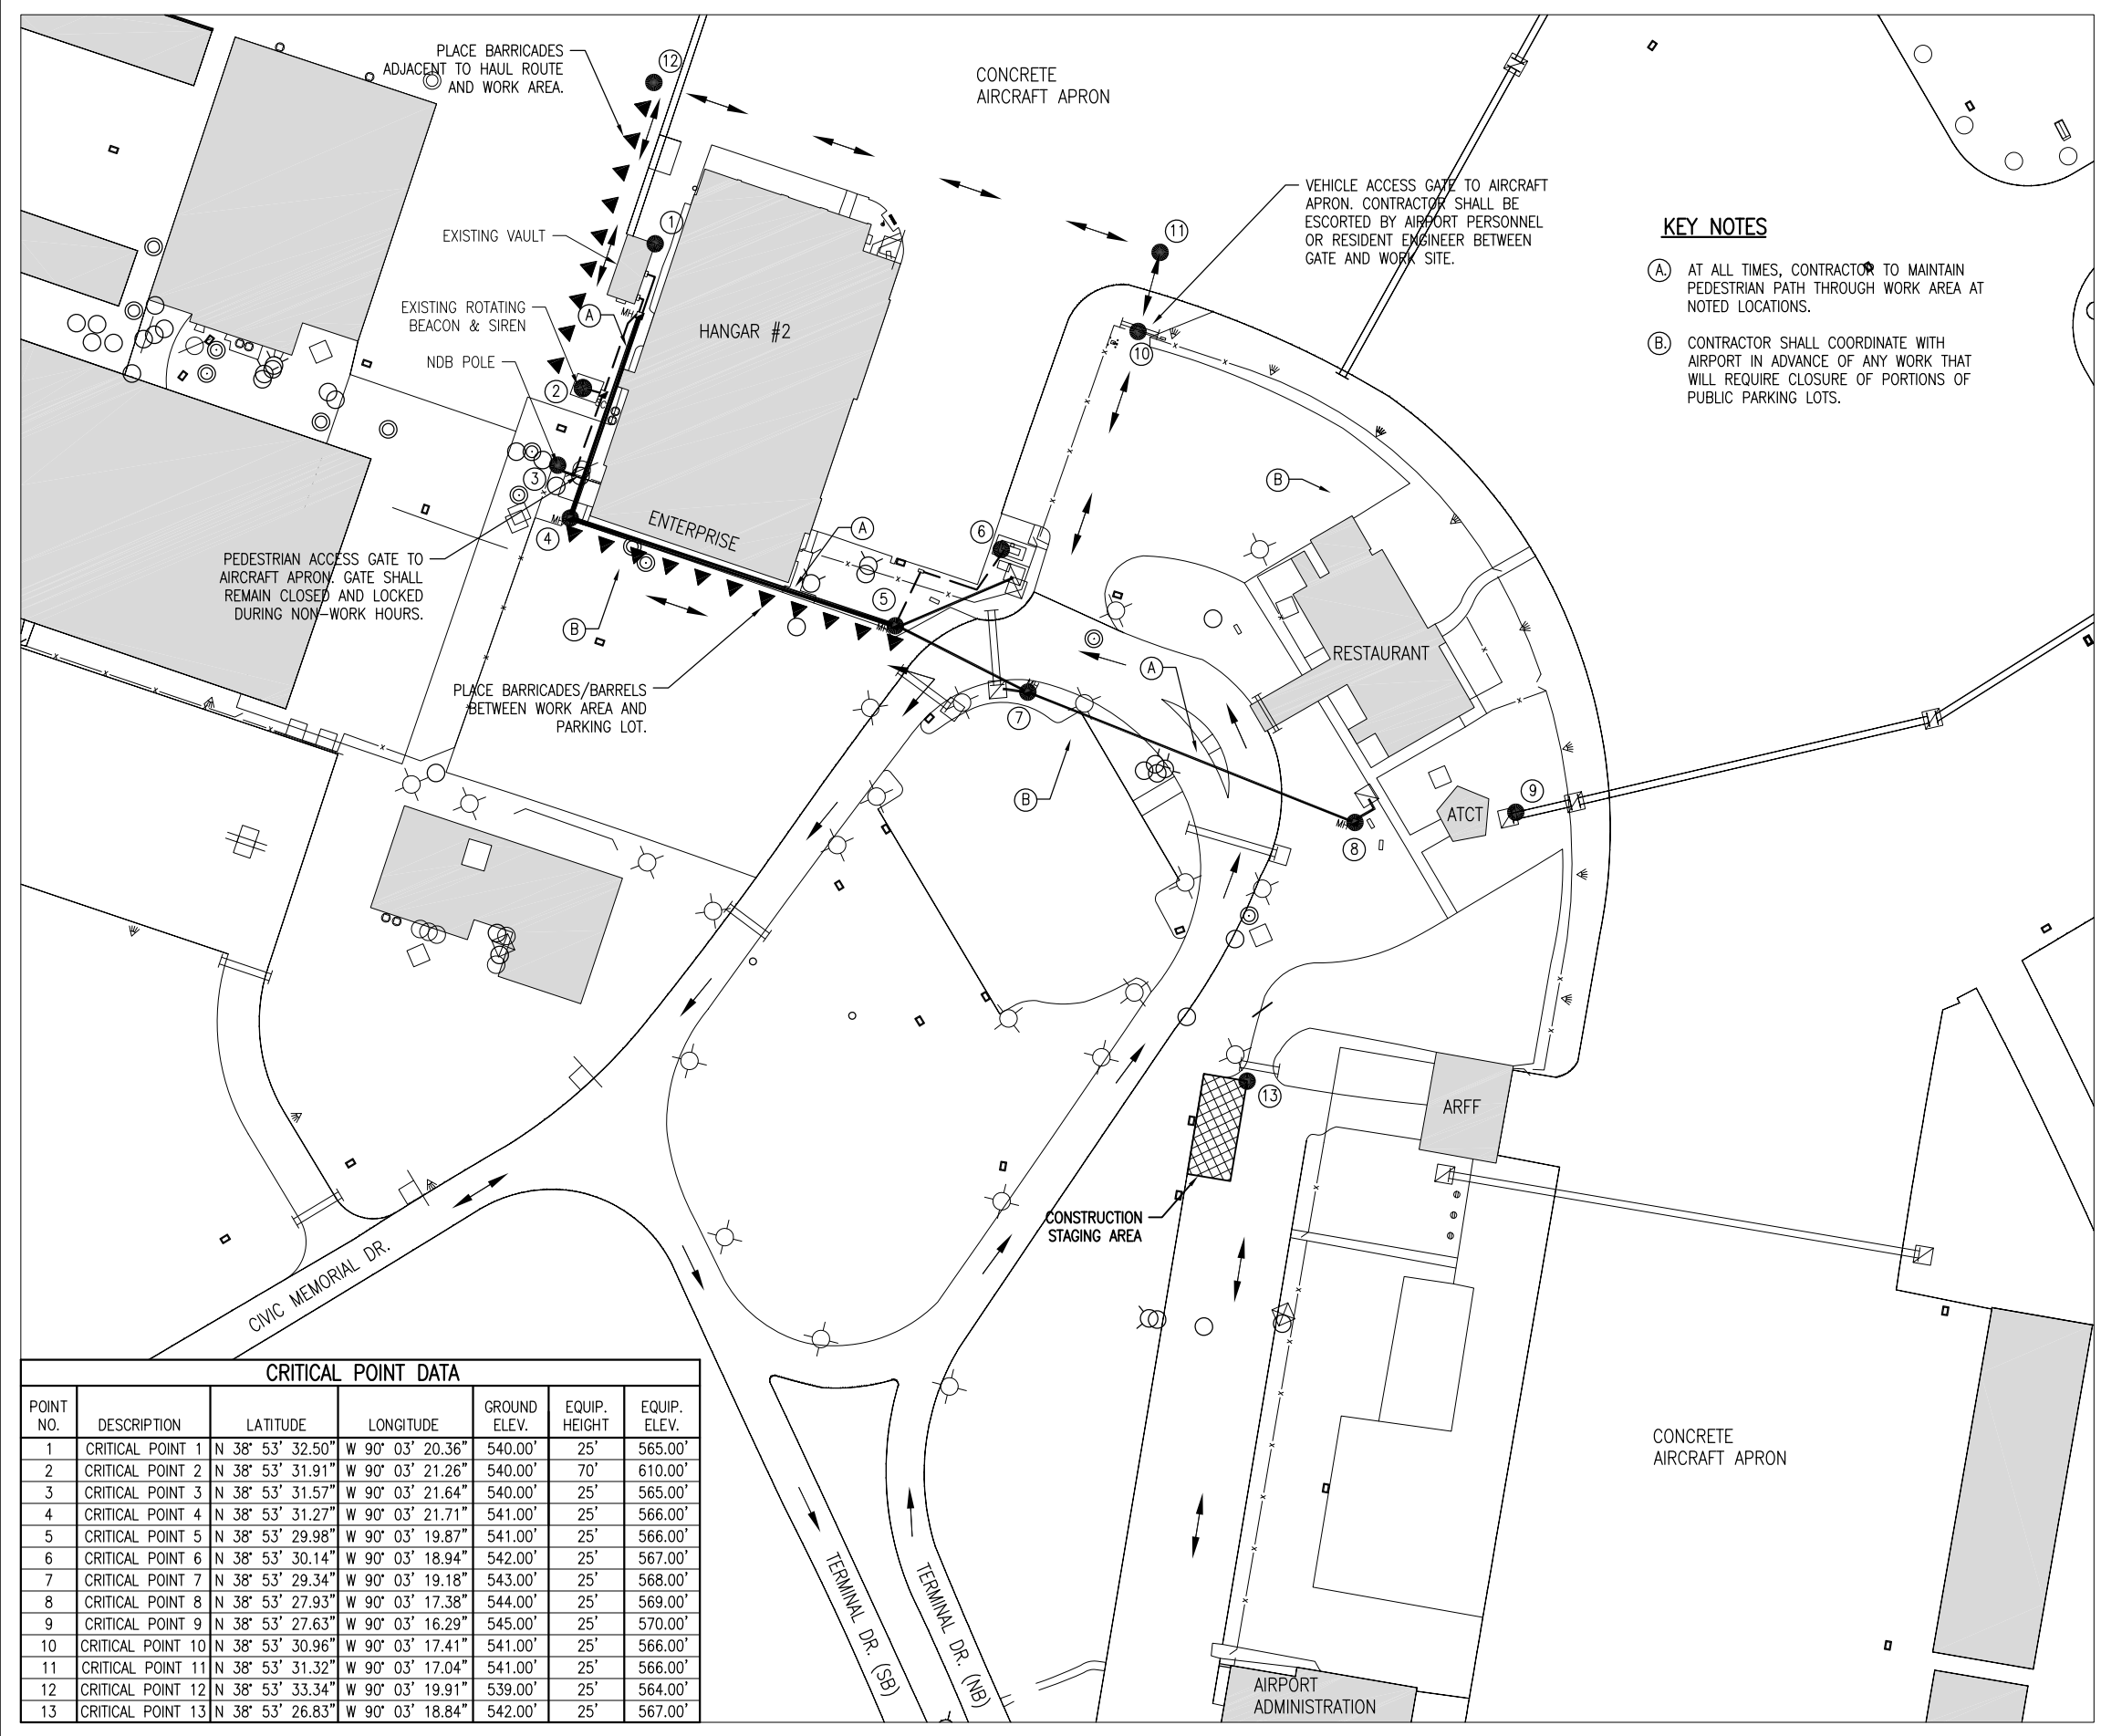 PLACE BARRICADES
ADJACENT TO HAUL ROUTE
AND WORK AREA.
12
CONCRETE
AIRCRAFT APRON
VEHICLE ACCESS GATE TO AIRCRAFT
APRON. CONTRACTOR SHALL BE
ESCORTED BY AIRPORT PERSONNEL
OR RESIDENT ENGINEER BETWEEN
GATE AND WORK SITE.
KEY NOTES
A. AT ALL TIMES, CONTRACTOR TO MAINTAIN
PEDESTRIAN PATH THROUGH WORK AREA AT
NOTED LOCATIONS.
B. CONTRACTOR SHALL COORDINATE WITH
AIRPORT IN ADVANCE OF ANY WORK THAT
WILL REQUIRE CLOSURE OF PORTIONS OF
PUBLIC PARKING LOTS.
1
11
EXISTING VAULT
EXISTING ROTATING
BEACON & SIREN
A
MH
HANGAR #2
10
NDB POLE
2
3
B
MH
4
ENTERPRISE
A
6
PEDESTRIAN ACCESS GATE TO
AIRCRAFT APRON. GATE SHALL
REMAIN CLOSED AND LOCKED
DURING NON-WORK HOURS.
5
MH
B
RESTAURANT
A
PLACE BARRICADES/BARRELS
BETWEEN WORK AREA AND
PARKING LOT.
7
B
9
ATCT
MH
8
13
ARFF
CONSTRUCTION
STAGING AREA
CIVIC MEMORIAL DR.
TERMINAL DR. (SB)
TERMINAL DR. (NB)
CONCRETE
AIRCRAFT APRON
AIRPORT
ADMINISTRATION
CRITICAL POINT DATA
POINT NO. DESCRIPTION LATITUDE LONGITUDE GROUND ELEV. EQUIP. HEIGHT EQUIP. ELEV.
1 CRITICAL POINT 1 N 38° 53' 32.50" W 90° 03' 20.36" 540.00' 25' 565.00'
2 CRITICAL POINT 2 N 38° 53' 31.91" W 90° 03' 21.26" 540.00' 70' 610.00'
3 CRITICAL POINT 3 N 38° 53' 31.57" W 90° 03' 21.64" 540.00' 25' 565.00'
4 CRITICAL POINT 4 N 38° 53' 31.27" W 90° 03' 21.71" 541.00' 25' 566.00'
5 CRITICAL POINT 5 N 38° 53' 29.98" W 90° 03' 19.87" 541.00' 25' 566.00'
6 CRITICAL POINT 6 N 38° 53' 30.14" W 90° 03' 18.94" 542.00' 25' 567.00'
7 CRITICAL POINT 7 N 38° 53' 29.34" W 90° 03' 19.18" 543.00' 25' 568.00'
8 CRITICAL POINT 8 N 38° 53' 27.93" W 90° 03' 17.38" 544.00' 25' 569.00'
9 CRITICAL POINT 9 N 38° 53' 27.63" W 90° 03' 16.29" 545.00' 25' 570.00'
10 CRITICAL POINT 10 N 38° 53' 30.96" W 90° 03' 17.41" 541.00' 25' 566.00'
11 CRITICAL POINT 11 N 38° 53' 31.32" W 90° 03' 17.04" 541.00' 25' 566.00'
12 CRITICAL POINT 12 N 38° 53' 33.34" W 90° 03' 19.91" 539.00' 25' 564.00'
13 CRITICAL POINT 13 N 38° 53' 26.83" W 90° 03' 18.84" 542.00' 25' 567.00'